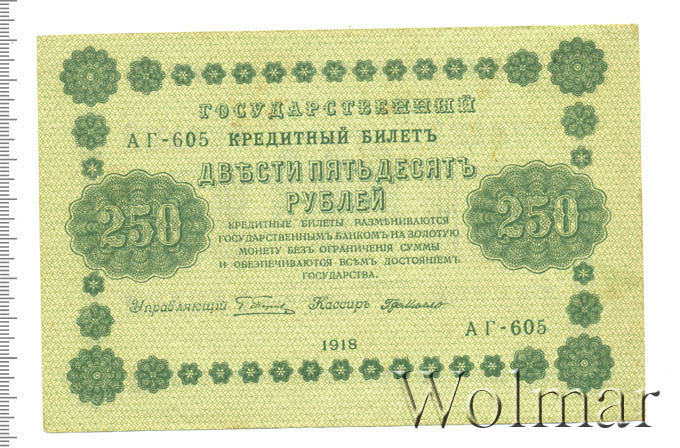 ГОСУДАРСТВЕННЫЙ
АГ-605 КРЕДИТНЫЙ БИЛЕТЪ
ДВѢСТИ ПЯТЬДЕСЯТЪ
РУБЛЕЙ
250 250
КРЕДИТНЫЕ БИЛЕТЫ РАЗМѢНИВАЮТСЯ
ГОСУДАРСТВЕННЫМЪ БАНКОМЪ НА ЗОЛОТУЮ
МОНЕТУ БЕЗЪ ОГРАНИЧЕНІЯ СУММЫ
И ОБЕЗПЕЧИВАЮТСЯ ВСѢМЪ ДОСТОЯНІЕМЪ
ГОСУДАРСТВА.
Управляющій Кассиръ
АГ-605
1918
Wolmar